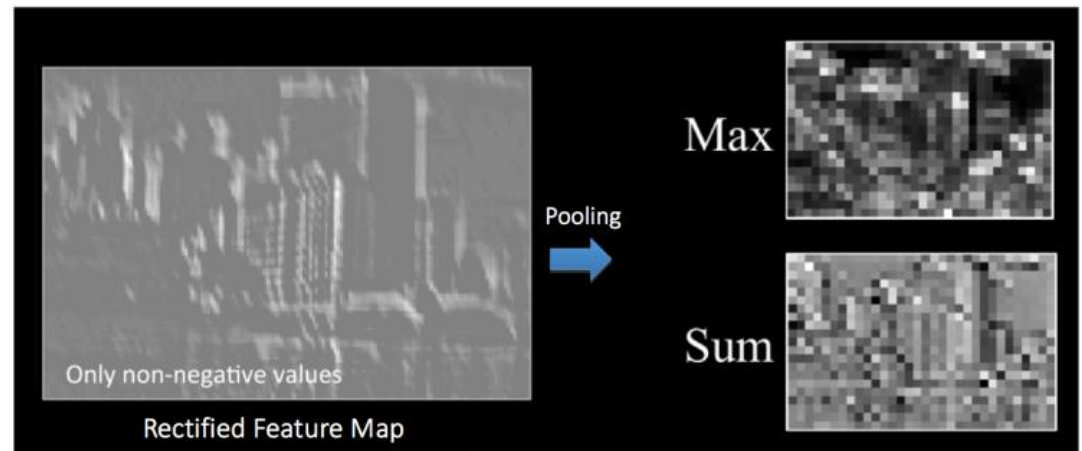 Only non-negative values
Rectified Feature Map
Pooling
Max
Sum